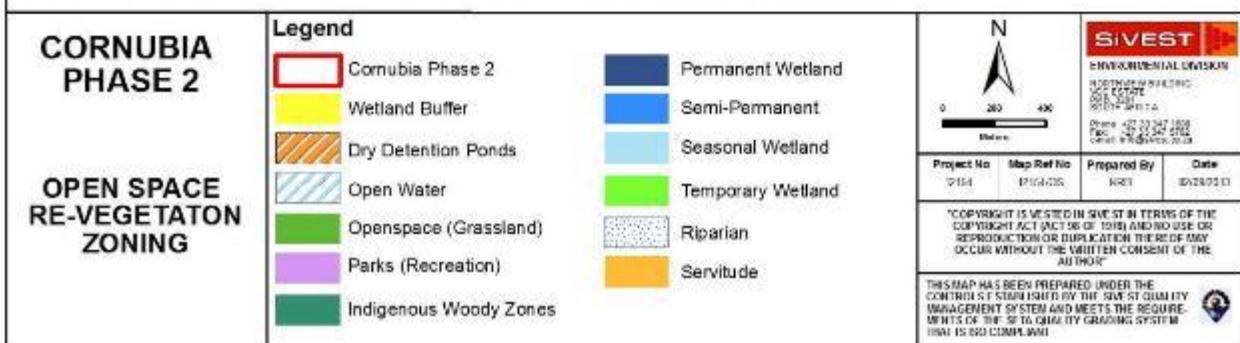 CORNUBIA
PHASE 2
OPEN SPACE
RE-VEGETATON
ZONING
Legend
Cornubia Phase 2
Wetland Buffer
Dry Detention Ponds
Open Water
Openspace (Grassland)
Parks (Recreation)
Indigenous Woody Zones
Permanent Wetland
Semi-Permanent
Seasonal Wetland
Temporary Wetland
Riparian
Servitude
N
0 200 400
Meters
SiVEST
ENVIRONMENTAL DIVISION
SOUTH AFRICA
Project No
Map Ref No
Prepared By
Date
"COPYRIGHT IS VESTED IN SIVEST IN TERMS OF THE
COPYRIGHT ACT (ACT 98 OF 1978) AND NO USE OR
REPRODUCTION OR DUPLICATION THEREOF MAY
OCCUR WITHOUT THE WRITTEN CONSENT OF THE
AUTHOR"
THIS MAP HAS BEEN PREPARED UNDER THE
CONTROLS ESTABLISHED BY THE SIVEST QUALITY
MANAGEMENT SYSTEM AND MEETS THE REQUIRE-
MENTS OF THE SETA QUALITY GRADING SYSTEM
THAT IS ISO COMPLIANT